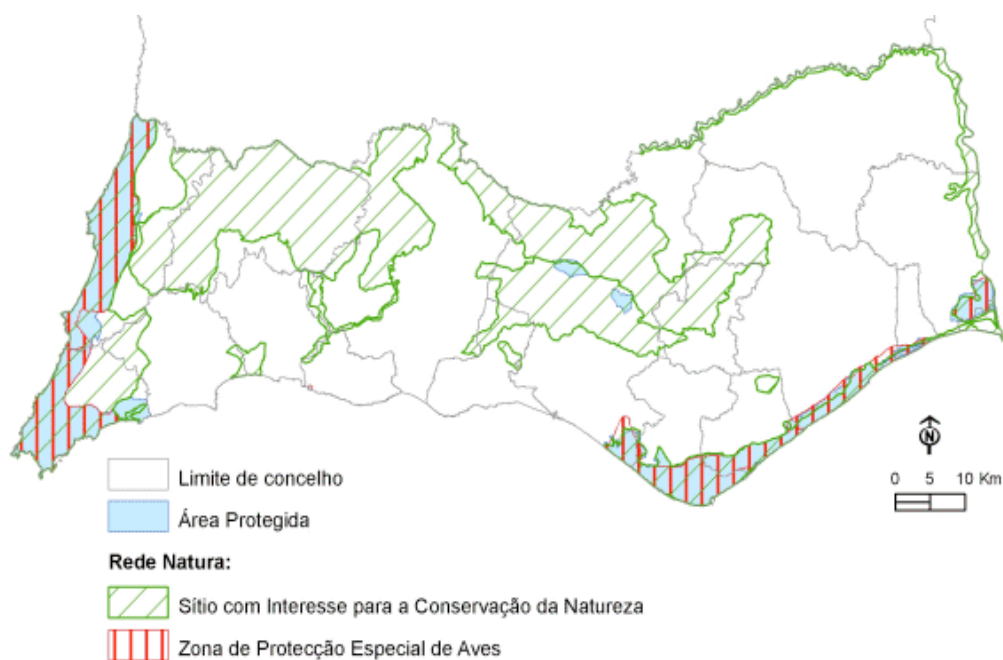 N
0 5 10 Km
Limite de concelho
Área Protegida
Rede Natura:
Sítio com Interesse para a Conservação da Natureza
Zona de Protecção Especial de Aves